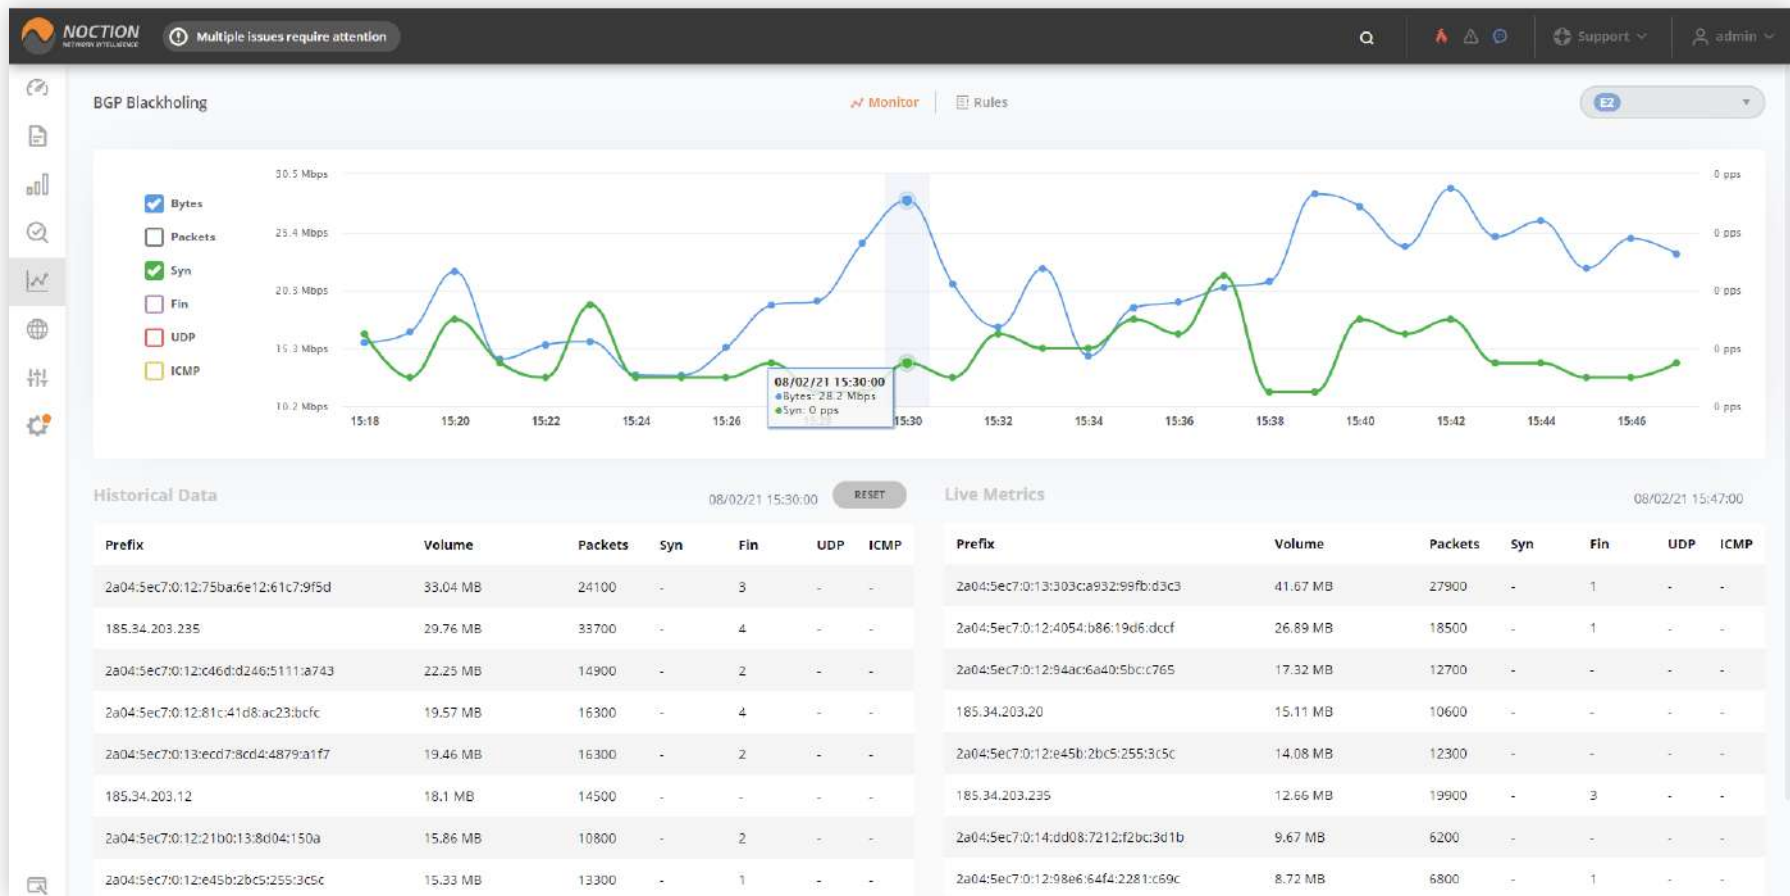 NOCTION
NETWORK INTELLIGENCE
Multiple issues require attention
Support
admin
BGP Blackholing
Monitor
Rules
E2
Bytes
Packets
Syn
Fin
UDP
ICMP
30.5 Mbps
25.4 Mbps
20.3 Mbps
15.3 Mbps
10.2 Mbps
0 pps
0 pps
0 pps
0 pps
0 pps
08/02/21 15:30:00
Bytes: 28.2 Mbps
Syn: 0 pps
15:18 15:20 15:22 15:24 15:26 15:28 15:30 15:32 15:34 15:36 15:38 15:40 15:42 15:44 15:46
Historical Data 08/02/21 15:30:00 RESET
Prefix Volume Packets Syn Fin UDP ICMP
2a04:5ec7:0:12:75ba:6e12:61c7:9f5d 33.04 MB 24100 - 3 - -
185.34.203.235 29.76 MB 33700 - 4 - -
2a04:5ec7:0:12:c46d:d246:5111:a743 22.25 MB 14900 - 2 - -
2a04:5ec7:0:12:81c:41d8:ac23:bcfc 19.57 MB 16300 - 4 - -
2a04:5ec7:0:13:ecd7:8cd4:4879:a1f7 19.46 MB 16300 - 2 - -
185.34.203.12 18.1 MB 14500 - - - -
2a04:5ec7:0:12:21b0:13:8d04:150a 15.86 MB 10800 - 2 - -
2a04:5ec7:0:12:e45b:2bc5:255:3c5c 15.33 MB 13300 - 1 - -
Live Metrics 08/02/21 15:47:00
Prefix Volume Packets Syn Fin UDP ICMP
2a04:5ec7:0:13:303c:a932:99fb:d3c3 41.67 MB 27900 - 1 - -
2a04:5ec7:0:12:4054:b86:19d6:dccf 26.89 MB 18500 - 1 - -
2a04:5ec7:0:12:94ac:6a40:5bc:c765 17.32 MB 12700 - - - -
185.34.203.20 15.11 MB 10600 - - - -
2a04:5ec7:0:12:e45b:2bc5:255:3c5c 14.08 MB 12300 - - - -
185.34.203.235 12.66 MB 19900 - 3 - -
2a04:5ec7:0:14:dd08:7212:f2bc:3d1b 9.67 MB 6200 - - - -
2a04:5ec7:0:12:98e6:64f4:2281:c69c 8.72 MB 6800 - 1 - -